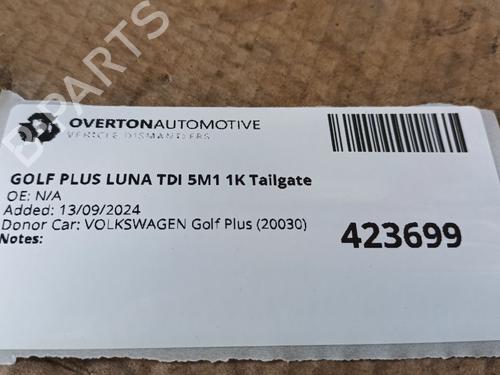 B-PARTS
OVERTONAUTOMOTIVE
VEHICLE DISMANTLERS
GOLF PLUS LUNA TDI 5M1 1K Tailgate
OE: N/A
Added: 13/09/2024
Donor Car: VOLKSWAGEN Golf Plus (20030)
Notes:
423699